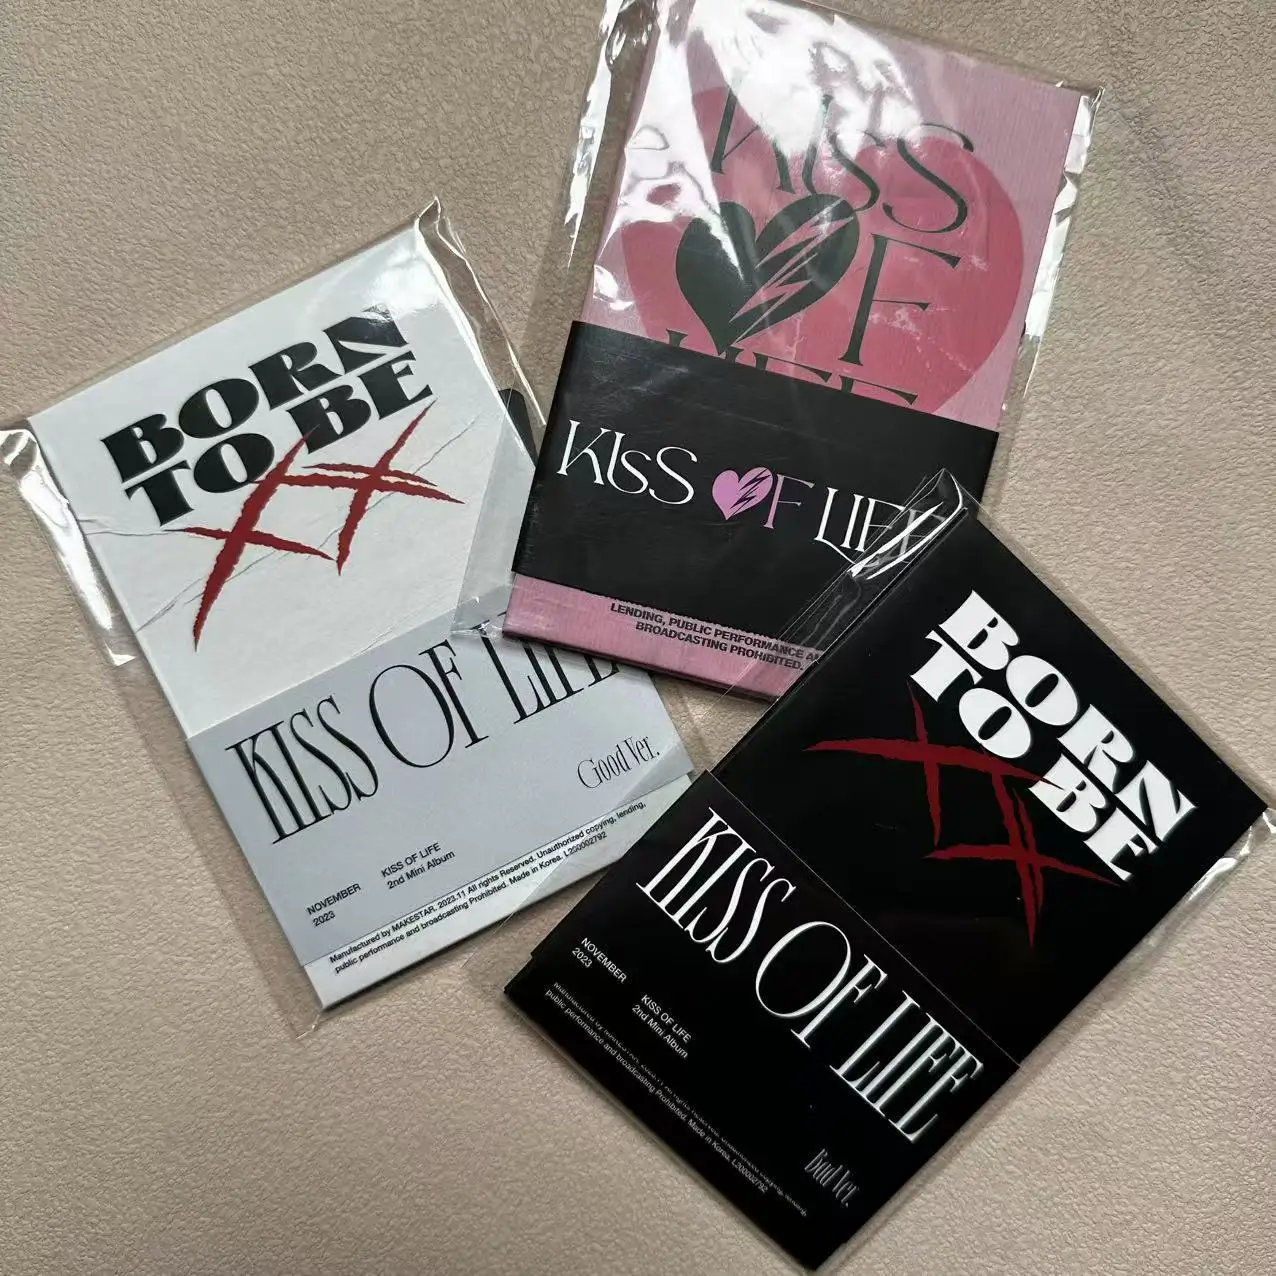 KISS
OF
LIFE
KISS OF LIFE
LENDING, PUBLIC PERFORMANCE
BROADCASTING PROHIBITED.
BORN
TO BE
XX
KISS OF LIFE
Good Ver.
NOVEMBER
2023
KISS OF LIFE
2nd Mini Album
Manufactured by MAKESTAR. 2023.11 All rights Reserved. Unauthorized copying, lending,
public performance and broadcasting Prohibited. Made in Korea. L200002792
BORN
TO BE
XX
KISS OF LIFE
NOVEMBER
2023
KISS OF LIFE
2nd Mini Album
public performance and broadcasting Prohibited. Made in Korea. L200002792
Bad Ver.